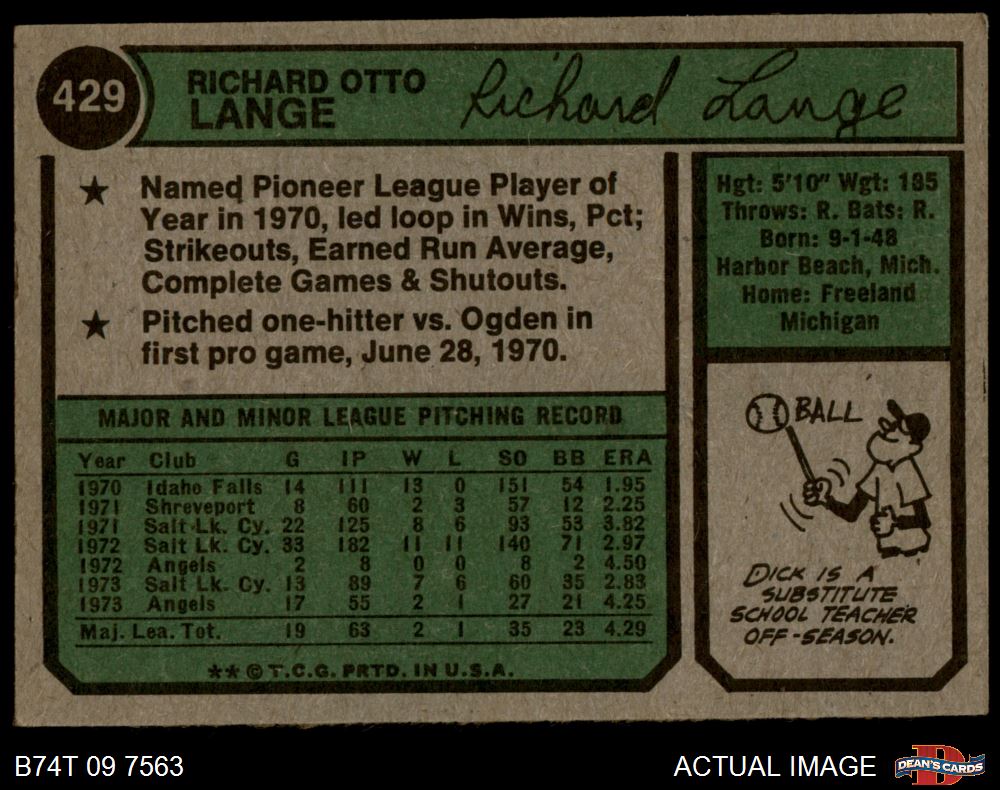 429
RICHARD OTTO
LANGE
Richard Lange
★ Named Pioneer League Player of
Year in 1970, led loop in Wins, Pct;
Strikeouts, Earned Run Average,
Complete Games & Shutouts.
★ Pitched one-hitter vs. Ogden in
first pro game, June 28, 1970.
Hgt: 5'10" Wgt: 185
Throws: R. Bats: R.
Born: 9-1-48
Harbor Beach, Mich.
Home: Freeland
Michigan
MAJOR AND MINOR LEAGUE PITCHING RECORD
Year Club G IP W L SO BB ERA
1970 Idaho Falls 14 111 13 0 151 54 1.95
1971 Shreveport 8 60 2 3 57 12 2.25
1971 Salt Lk. Cy. 22 125 8 6 93 53 3.82
1972 Salt Lk. Cy. 33 182 11 11 140 71 2.97
1972 Angels 2 8 0 0 8 2 4.50
1973 Salt Lk. Cy. 13 89 7 6 60 35 2.83
1973 Angels 17 55 2 1 27 21 4.25
Maj. Lea. Tot. 19 63 2 1 35 23 4.29
** © T.C.G. PRTD. IN U.S.A.
BALL
DICK IS A
SUBSTITUTE
SCHOOL TEACHER
OFF-SEASON.
B74T 09 7563
ACTUAL IMAGE
D
DEAN'S CARDS